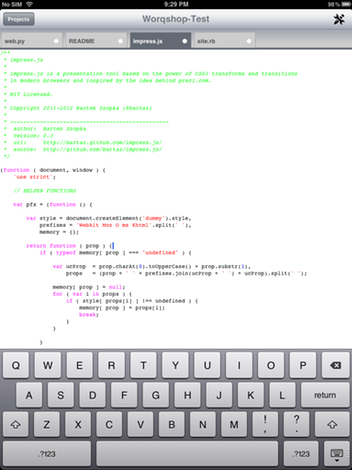 No SIM
9:29 PM
98%
Projects
Worqshop-Test
web.py
README
impress.js
site.rb
/**
 * impress.js
 *
 * impress.js is a presentation tool based on the power of CSS3 transforms and transitions
 * in modern browsers and inspired by the idea behind prezi.com.
 *
 * MIT Licensed.
 *
 * Copyright 2011-2012 Bartek Szopka (@bartaz)
 *
 * ------------------------------------------------
 *  author:  Bartek Szopka
 *  version: 0.5
 *  url:     http://bartaz.github.com/impress.js/
 *  source:  http://github.com/bartaz/impress.js/
 */
(function ( document, window ) {
    'use strict';
    // HELPER FUNCTIONS
    var pfx = (function () {
        var style = document.createElement('dummy').style,
            prefixes = 'Webkit Moz O ms Khtml'.split(' '),
            memory = {};
        return function ( prop ) {
            if ( typeof memory[ prop ] === "undefined" ) {
                var ucProp  = prop.charAt(0).toUpperCase() + prop.substr(1),
                    props   = (prop + ' ' + prefixes.join(ucProp + ' ') + ucProp).split(' ');
                memory[ prop ] = null;
                for ( var i in props ) {
                    if ( style[ props[i] ] !== undefined ) {
                        memory[ prop ] = props[i];
                        break;
                    }
                }
            }
Q W E R T Y U I O P
A S D F G H J K L return
Z X C V B N M ! , ? .
.?123 .?123